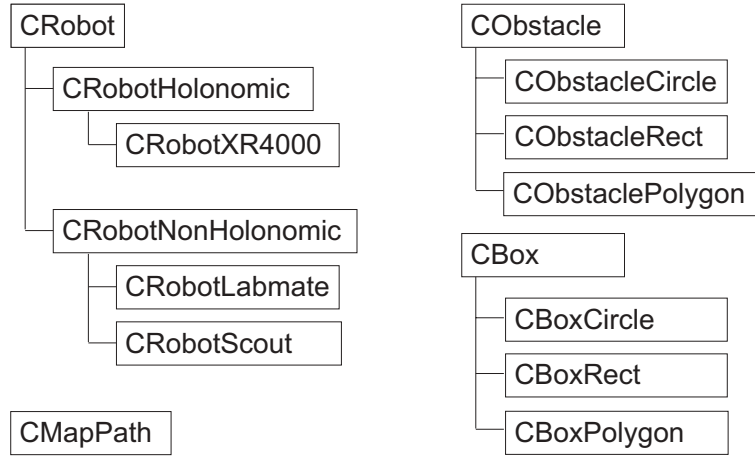 CRobot
CRobotHolonomic
CRobotXR4000
CRobotNonHolonomic
CRobotLabmate
CRobotScout
CMapPath
CObstacle
CObstacleCircle
CObstacleRect
CObstaclePolygon
CBox
CBoxCircle
CBoxRect
CBoxPolygon